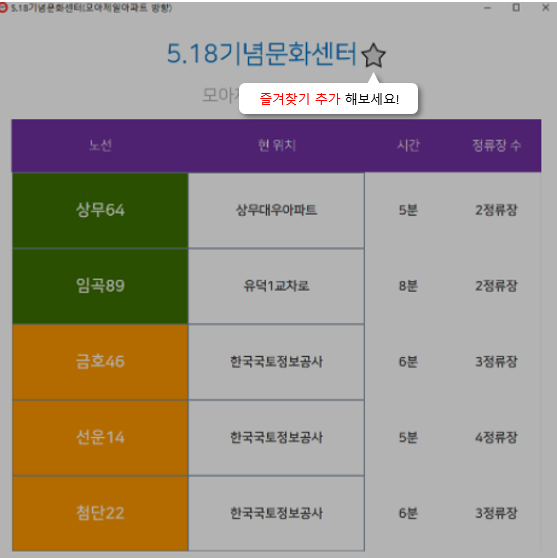 5.18기념문화센터(모아제일아파트 방향)
5.18기념문화센터
모아제
즐겨찾기 추가 해보세요!
노선 현 위치 시간 정류장 수
상무64 상무대우아파트 5분 2정류장
임곡89 유덕1교차로 8분 2정류장
금호46 한국국토정보공사 6분 3정류장
선운14 한국국토정보공사 5분 4정류장
첨단22 한국국토정보공사 6분 3정류장